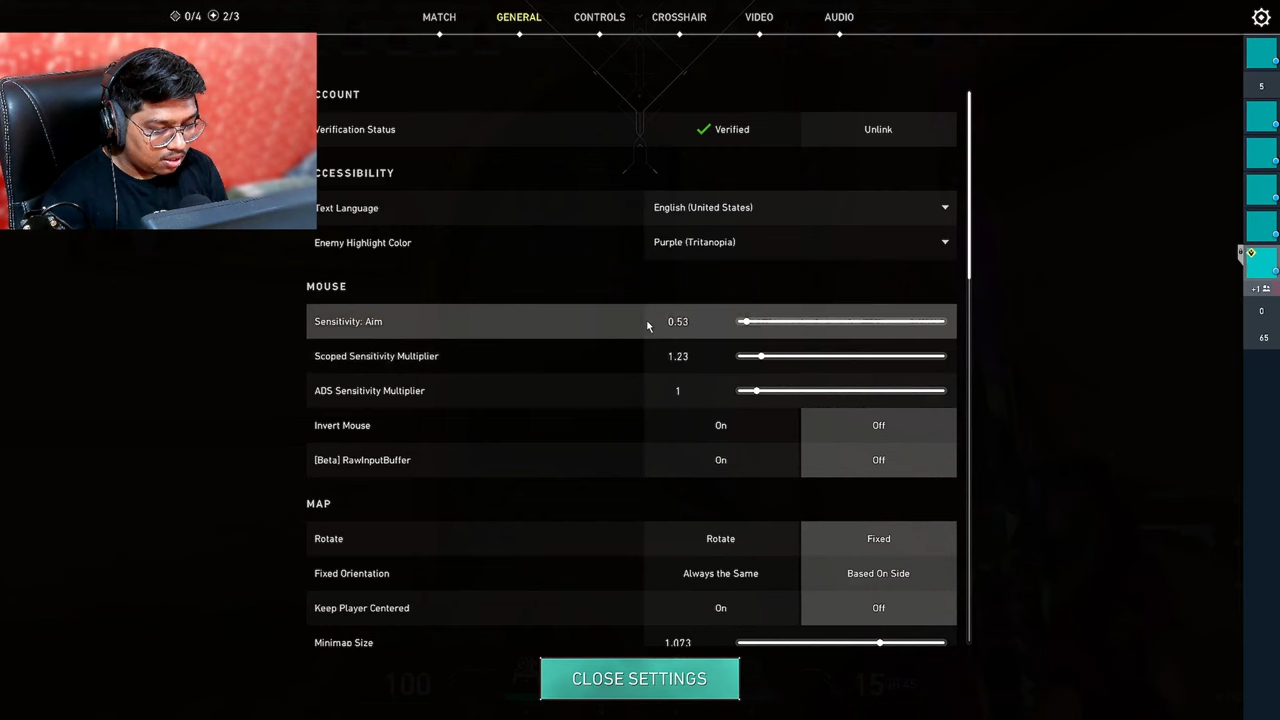 0/4 2/3
MATCH GENERAL CONTROLS CROSSHAIR VIDEO AUDIO
CCOUNT
Verification Status Verified Unlink
CCESSIBILITY
Text Language English (United States)
Enemy Highlight Color Purple (Tritanopia)
MOUSE
Sensitivity: Aim 0.53
Scoped Sensitivity Multiplier 1.23
ADS Sensitivity Multiplier 1
Invert Mouse On Off
[Beta] RawInputBuffer On Off
MAP
Rotate Rotate Fixed
Fixed Orientation Always the Same Based On Side
Keep Player Centered On Off
Minimap Size 1.073
CLOSE SETTINGS
100
15
5
+1
0
65